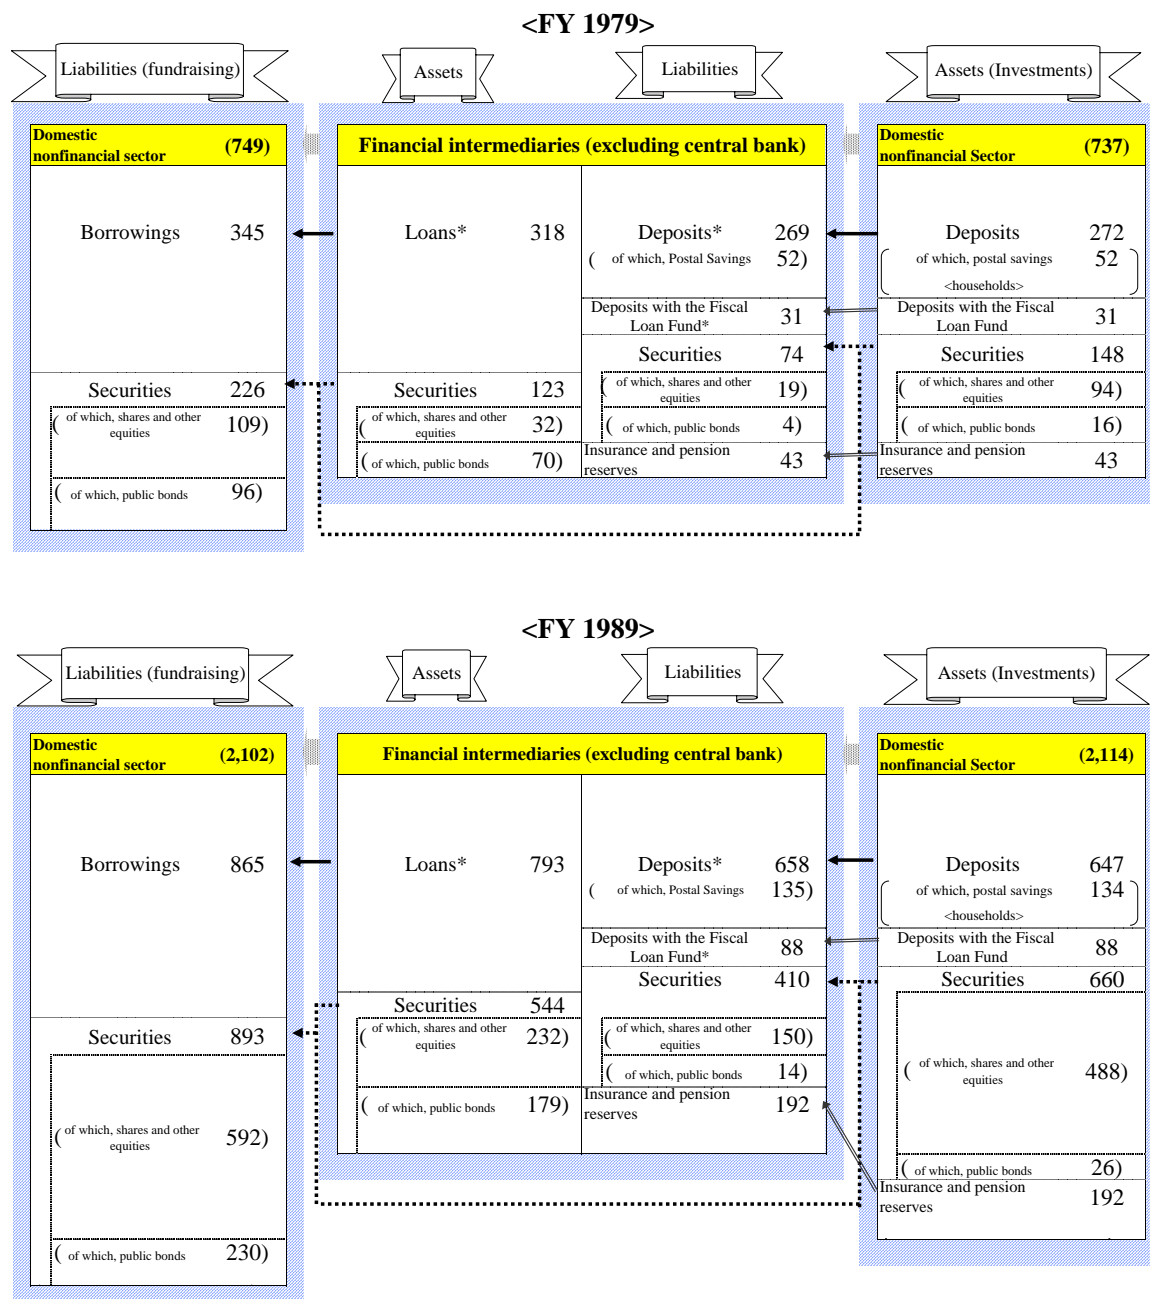 <FY 1979>
Liabilities (fundraising)
Assets
Liabilities
Assets (Investments)
Domestic
nonfinancial sector (749)
Financial intermediaries (excluding central bank)
Domestic
nonfinancial Sector (737)
Borrowings 345
Loans* 318
Deposits* 269
( of which, Postal Savings 52)
Deposits 272
of which, postal savings 52
<households>
Deposits with the Fiscal
Loan Fund* 31
Deposits with the Fiscal
Loan Fund 31
Securities 74
Securities 148
Securities 226
Securities 123
( of which, shares and other
equities 19)
of which, shares and other
equities 94)
( of which, shares and other
equities 109)
( of which, shares and other
equities 32)
( of which, public bonds 4)
( of which, public bonds 16)
( of which, public bonds 70)
Insurance and pension
reserves 43
Insurance and pension
reserves 43
( of which, public bonds 96)
<FY 1989>
Liabilities (fundraising)
Assets
Liabilities
Assets (Investments)
Domestic
nonfinancial sector (2,102)
Financial intermediaries (excluding central bank)
Domestic
nonfinancial Sector (2,114)
Borrowings 865
Loans* 793
Deposits* 658
( of which, Postal Savings 135)
Deposits 647
of which, postal savings 134
<households>
Deposits with the Fiscal
Loan Fund* 88
Deposits with the Fiscal
Loan Fund 88
Securities 410
Securities 660
Securities 544
Securities 893
( of which, shares and other
equities 232)
( of which, shares and other
equities 150)
( of which, shares and other
equities 488)
( of which, public bonds 14)
( of which, public bonds 179)
Insurance and pension
reserves 192
( of which, shares and other
equities 592)
( of which, public bonds 26)
Insurance and pension
reserves 192
( of which, public bonds 230)